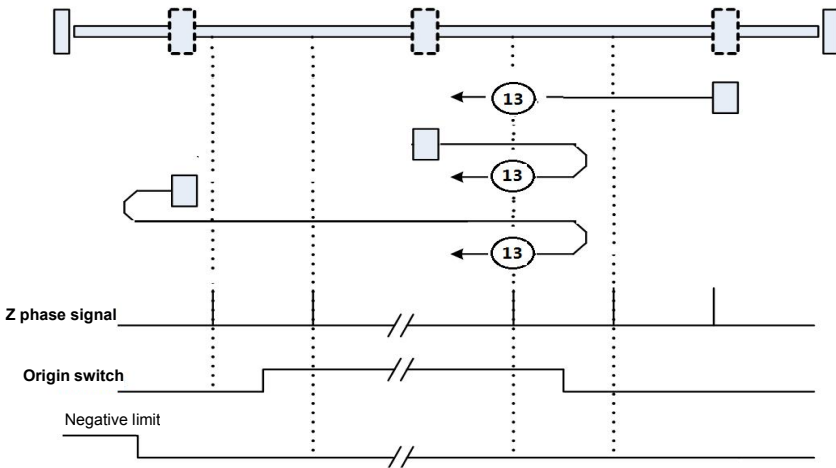 13
13
13
Z phase signal
Origin switch
Negative limit